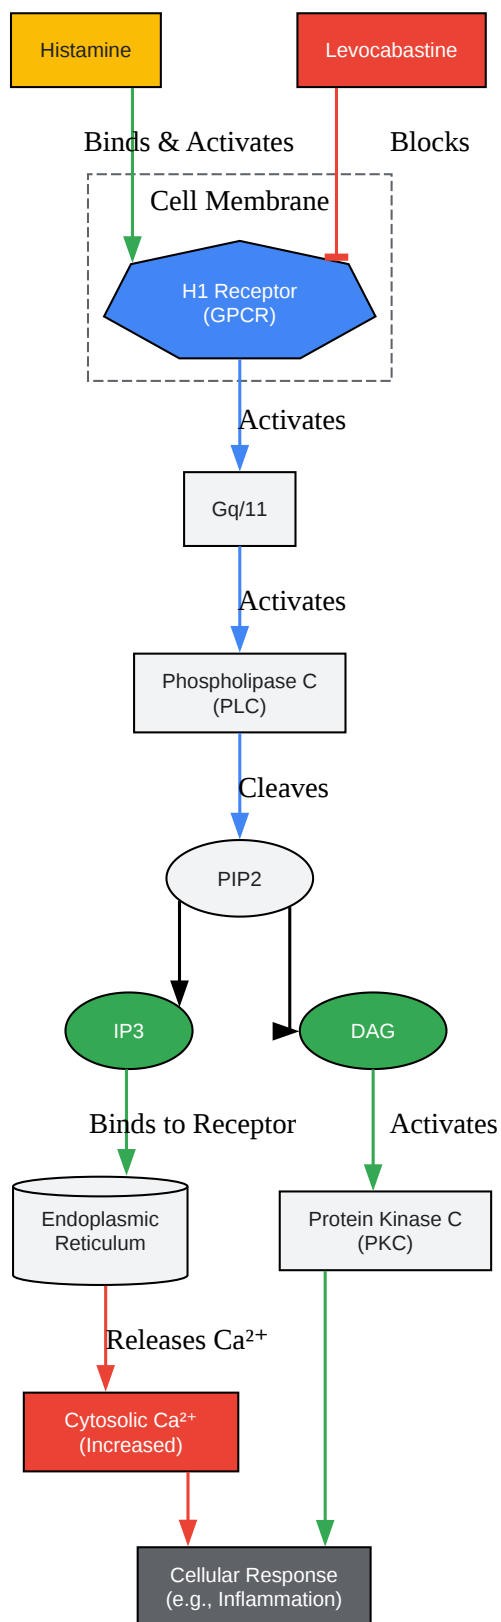 Histamine
Levocabastine
Binds & Activates
Blocks
Cell Membrane
H1 Receptor
(GPCR)
Activates
Gq/11
Activates
Phospholipase C
(PLC)
Cleaves
PIP2
IP3
DAG
Binds to Receptor
Activates
Endoplasmic
Reticulum
Protein Kinase C
(PKC)
Releases Ca²⁺
Cytosolic Ca²⁺
(Increased)
Cellular Response
(e.g., Inflammation)